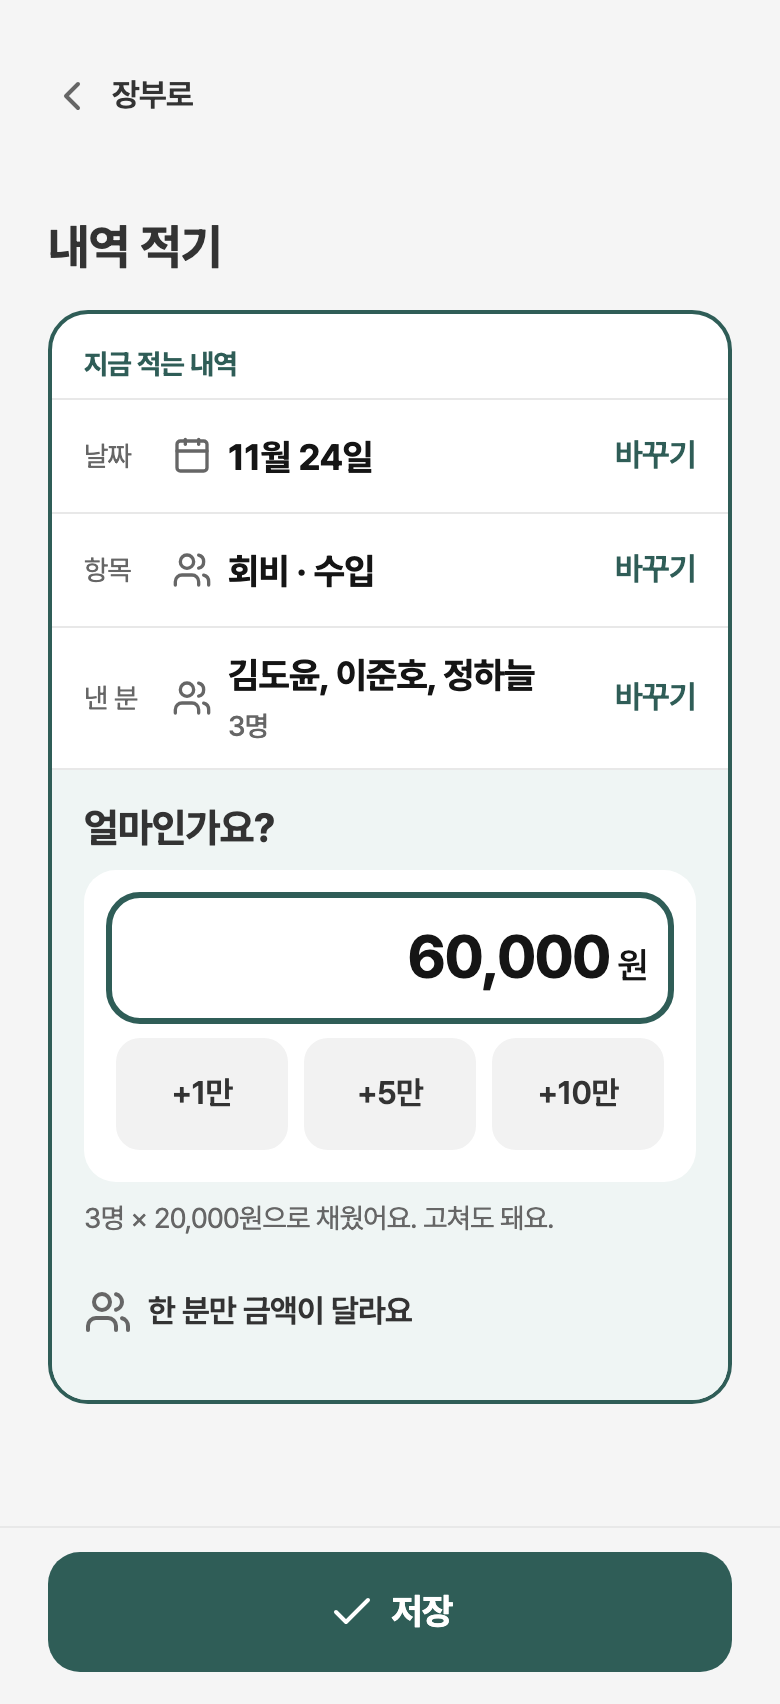 장부로
내역 적기
지금 적는 내역
날짜 11월 24일 바꾸기
항목 회비 · 수입 바꾸기
낸 분 김도윤, 이준호, 정하늘 바꾸기
3명
얼마인가요?
60,000 원
+1만 +5만 +10만
3명 × 20,000원으로 채웠어요. 고쳐도 돼요.
한 분만 금액이 달라요
저장